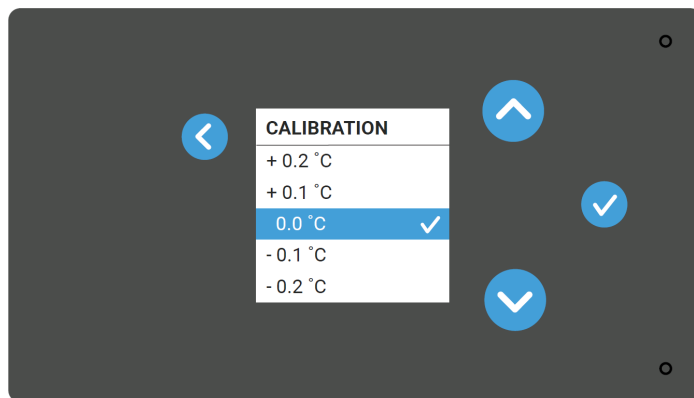 CALIBRATION
+ 0.2 °C
+ 0.1 °C
0.0 °C
- 0.1 °C
- 0.2 °C